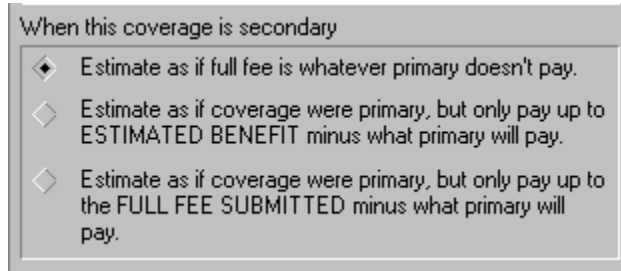 When this coverage is secondary
Estimate as if full fee is whatever primary doesn't pay.
Estimate as if coverage were primary, but only pay up to
ESTIMATED BENEFIT minus what primary will pay.
Estimate as if coverage were primary, but only pay up to
the FULL FEE SUBMITTED minus what primary will
pay.